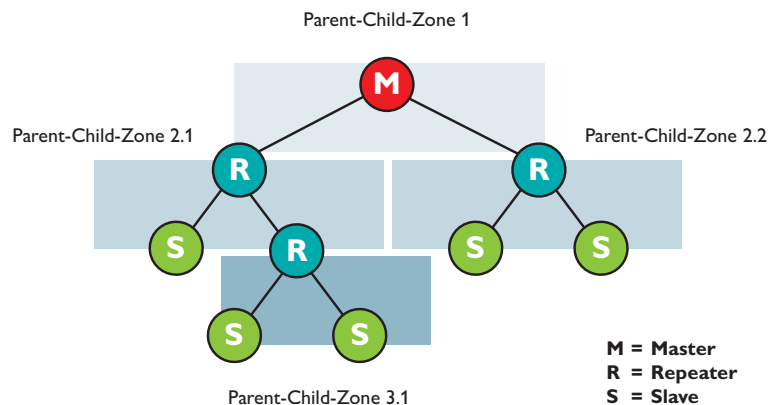 Parent-Child-Zone 1
M
Parent-Child-Zone 2.1
Parent-Child-Zone 2.2
R
R
S
R
S
S
S
S
Parent-Child-Zone 3.1
M = Master
R = Repeater
S = Slave